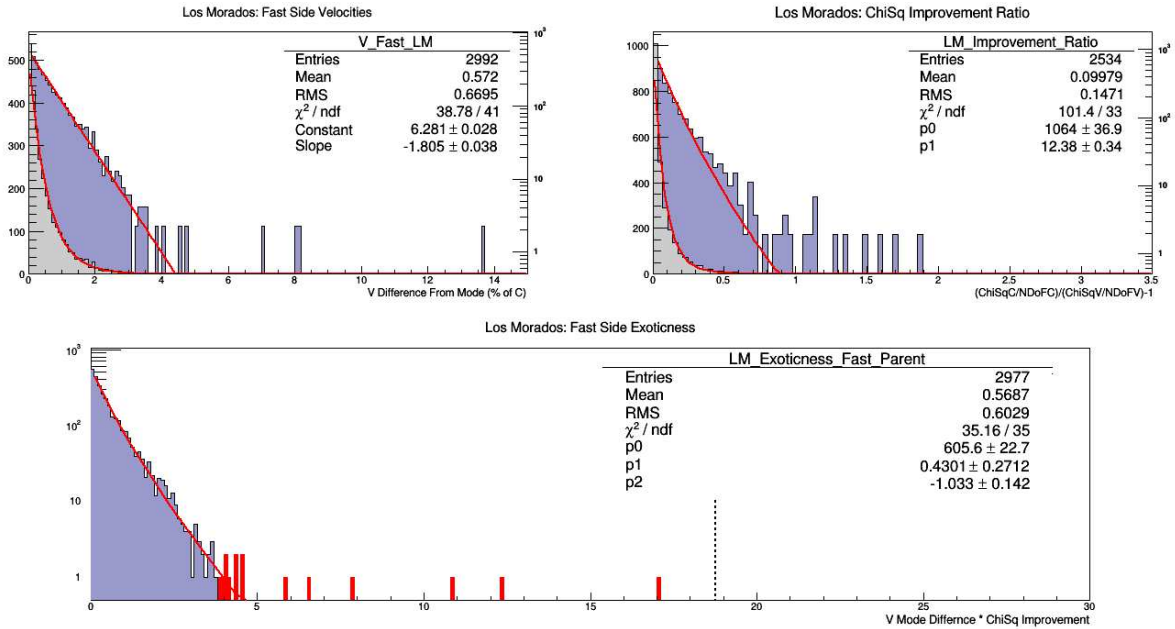 Los Morados: Fast Side Velocities
V_Fast_LM
Entries 2992
Mean 0.572
RMS 0.6695
χ² / ndf 38.78 / 41
Constant 6.281 ± 0.028
Slope -1.805 ± 0.038
500
400
300
200
100
0
10³
10²
10
1
0 2 4 6 8 10 12 14
V Difference From Mode (% of C)
Los Morados: ChiSq Improvement Ratio
LM_Improvement_Ratio
Entries 2534
Mean 0.09979
RMS 0.1471
χ² / ndf 101.4 / 33
p0 1064 ± 36.9
p1 12.38 ± 0.34
1000
800
600
400
200
0
10³
10²
10
1
0 0.5 1 1.5 2 2.5 3 3.5
(ChiSqC/NDoFC)/(ChiSqV/NDoFV)-1
Los Morados: Fast Side Exoticness
LM_Exoticness_Fast_Parent
Entries 2977
Mean 0.5687
RMS 0.6029
χ² / ndf 35.16 / 35
p0 605.6 ± 22.7
p1 0.4301 ± 0.2712
p2 -1.033 ± 0.142
10³
10²
10
1
0 5 10 15 20 25 30
V Mode Differnce * ChiSq Improvement